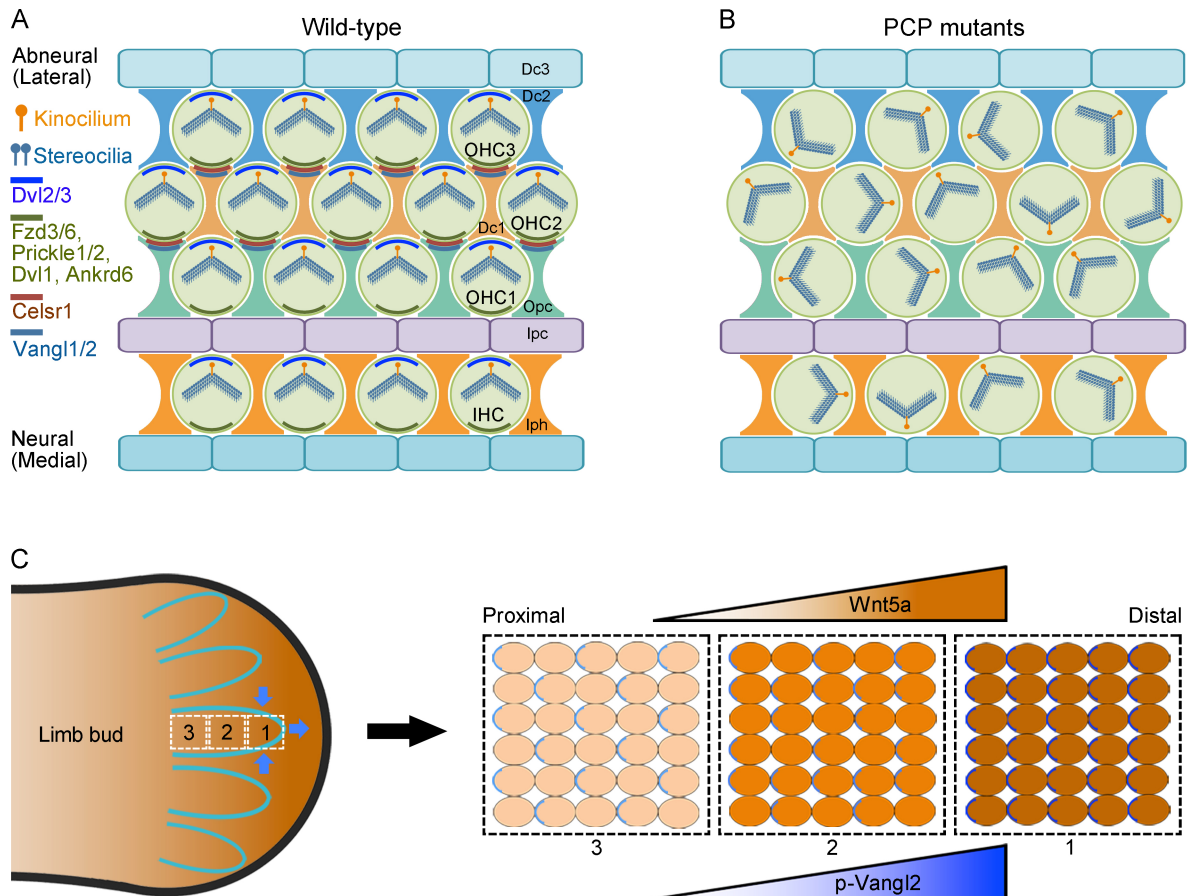 A
Wild-type
Abneural
(Lateral)
Kinocilium
Stereocilia
Dvl2/3
Fzd3/6,
Prickle1/2,
Dvl1, Ankrd6
Celsr1
Vangl1/2
Neural
(Medial)
Dc3
Dc2
OHC3
Dc1
OHC2
OHC1
Opc
Ipc
IHC
Iph
B
PCP mutants
C
Limb bud
3
2
1
Wnt5a
Proximal
Distal
3
2
1
p-Vangl2